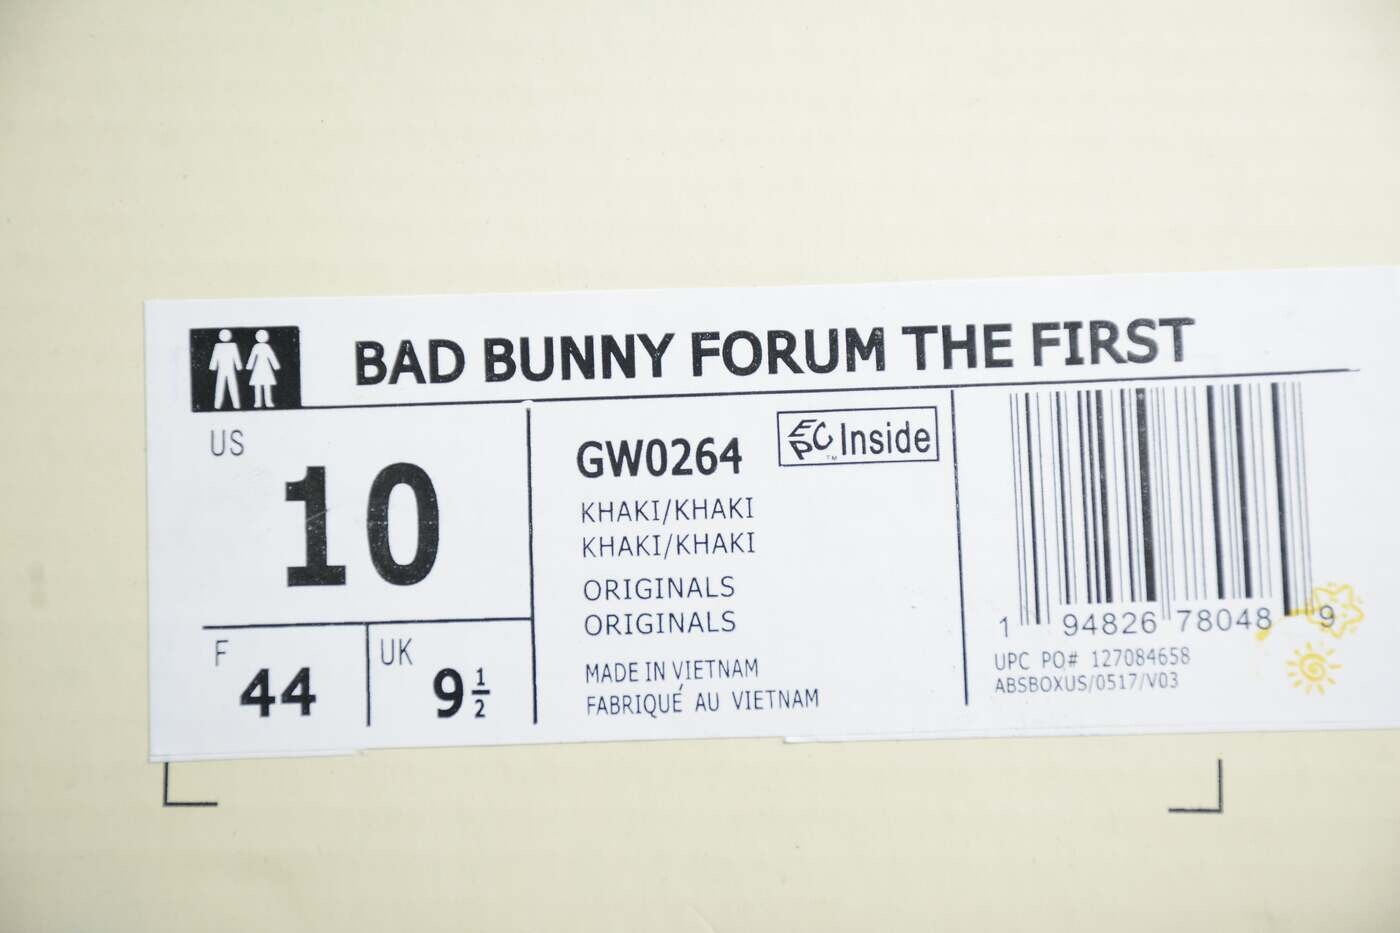 BAD BUNNY FORUM THE FIRST
US
10
F
44
UK
9 1/2
GW0264
EPC Inside
™
KHAKI/KHAKI
KHAKI/KHAKI
ORIGINALS
ORIGINALS
MADE IN VIETNAM
FABRIQUÉ AU VIETNAM
1 94826 78048 9
UPC PO# 127084658
ABSBOXUS/0517/V03